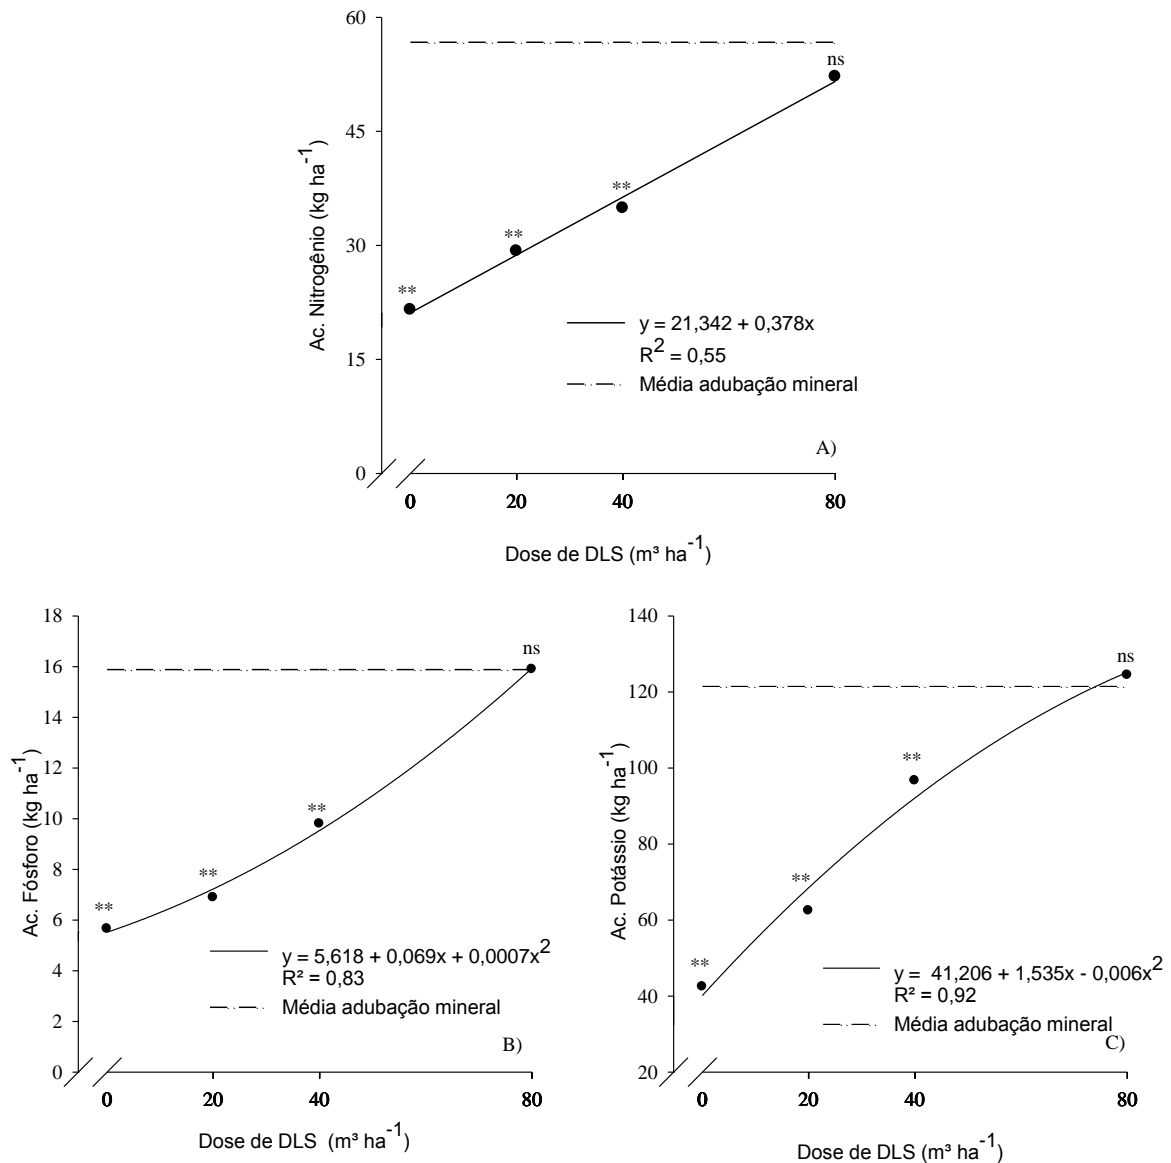 60
45
30
15
0
Ac. Nitrogênio (kg ha⁻¹)
**
**
**
ns
y = 21,342 + 0,378x
R² = 0,55
Média adubação mineral
A)
0 20 40 80
Dose de DLS (m³ ha⁻¹)
18
16
14
12
10
8
6
4
2
0
Ac. Fósforo (kg ha⁻¹)
**
**
**
ns
y = 5,618 + 0,069x + 0,0007x²
R² = 0,83
Média adubação mineral
B)
0 20 40 80
Dose de DLS (m³ ha⁻¹)
140
120
100
80
60
40
20
Ac. Potássio (kg ha⁻¹)
**
**
**
ns
y = 41,206 + 1,535x - 0,006x²
R² = 0,92
Média adubação mineral
C)
0 20 40 80
Dose de DLS (m³ ha⁻¹)